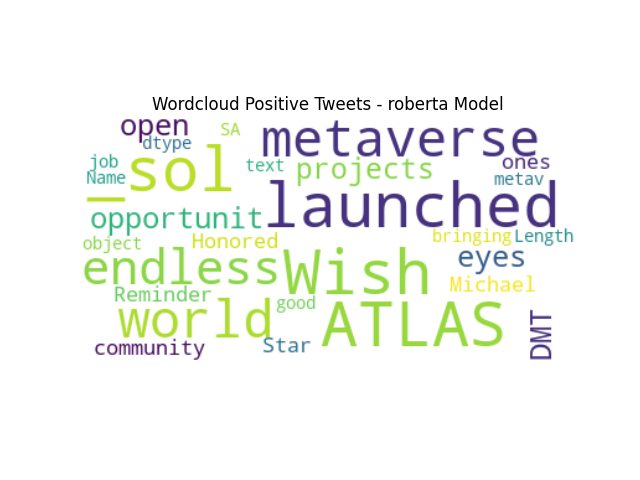 Wordcloud Positive Tweets - roberta Model
open
SA
metaverse
dtype
job
_sol
text
projects
ones
Name
metav
launched
opportunit
object
Honored
bringing
Length
endless
Wish
eyes
Michael
Reminder
good
world
ATLAS
DMT
community
Star